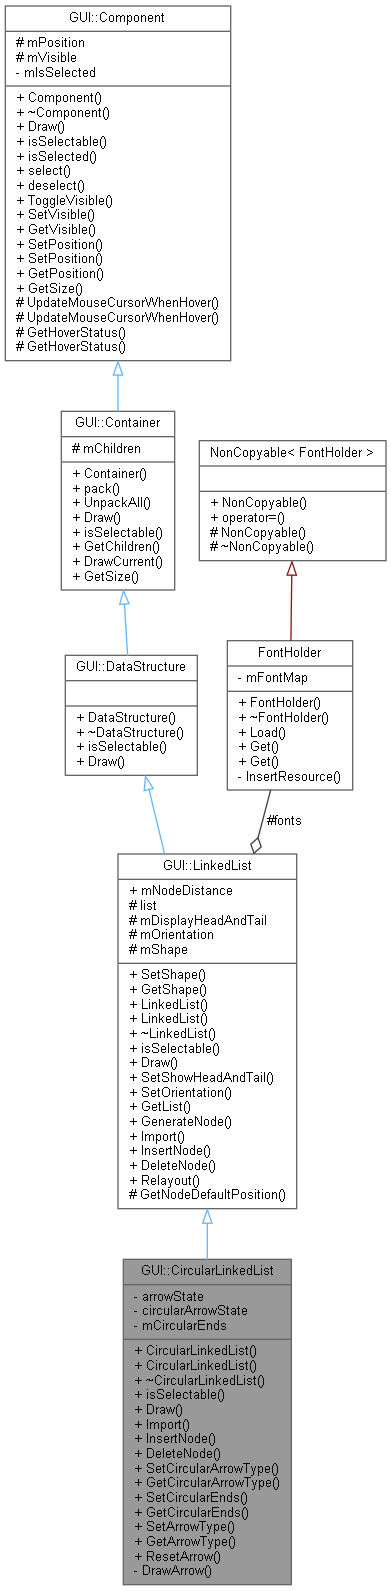 GUI::Component
# mPosition
# mVisible
- mIsSelected
+ Component()
+ ~Component()
+ Draw()
+ isSelectable()
+ isSelected()
+ select()
+ deselect()
+ ToggleVisible()
+ SetVisible()
+ GetVisible()
+ SetPosition()
+ SetPosition()
+ GetPosition()
+ GetSize()
# UpdateMouseCursorWhenHover()
# UpdateMouseCursorWhenHover()
# GetHoverStatus()
# GetHoverStatus()
GUI::Container
# mChildren
+ Container()
+ pack()
+ UnpackAll()
+ Draw()
+ isSelectable()
+ GetChildren()
+ DrawCurrent()
+ GetSize()
NonCopyable< FontHolder >
+ NonCopyable()
+ operator=()
# NonCopyable()
# ~NonCopyable()
GUI::DataStructure
+ DataStructure()
+ ~DataStructure()
+ isSelectable()
+ Draw()
FontHolder
- mFontMap
+ FontHolder()
+ ~FontHolder()
+ Load()
+ Get()
+ Get()
- InsertResource()
#fonts
GUI::LinkedList
+ mNodeDistance
# list
# mDisplayHeadAndTail
# mOrientation
# mShape
+ SetShape()
+ GetShape()
+ LinkedList()
+ LinkedList()
+ ~LinkedList()
+ isSelectable()
+ Draw()
+ SetShowHeadAndTail()
+ SetOrientation()
+ GetList()
+ GenerateNode()
+ Import()
+ InsertNode()
+ DeleteNode()
+ Relayout()
# GetNodeDefaultPosition()
GUI::CircularLinkedList
- arrowState
- circularArrowState
- mCircularEnds
+ CircularLinkedList()
+ CircularLinkedList()
+ ~CircularLinkedList()
+ isSelectable()
+ Draw()
+ Import()
+ InsertNode()
+ DeleteNode()
+ SetCircularArrowType()
+ GetCircularArrowType()
+ SetCircularEnds()
+ GetCircularEnds()
+ SetArrowType()
+ GetArrowType()
+ ResetArrow()
- DrawArrow()